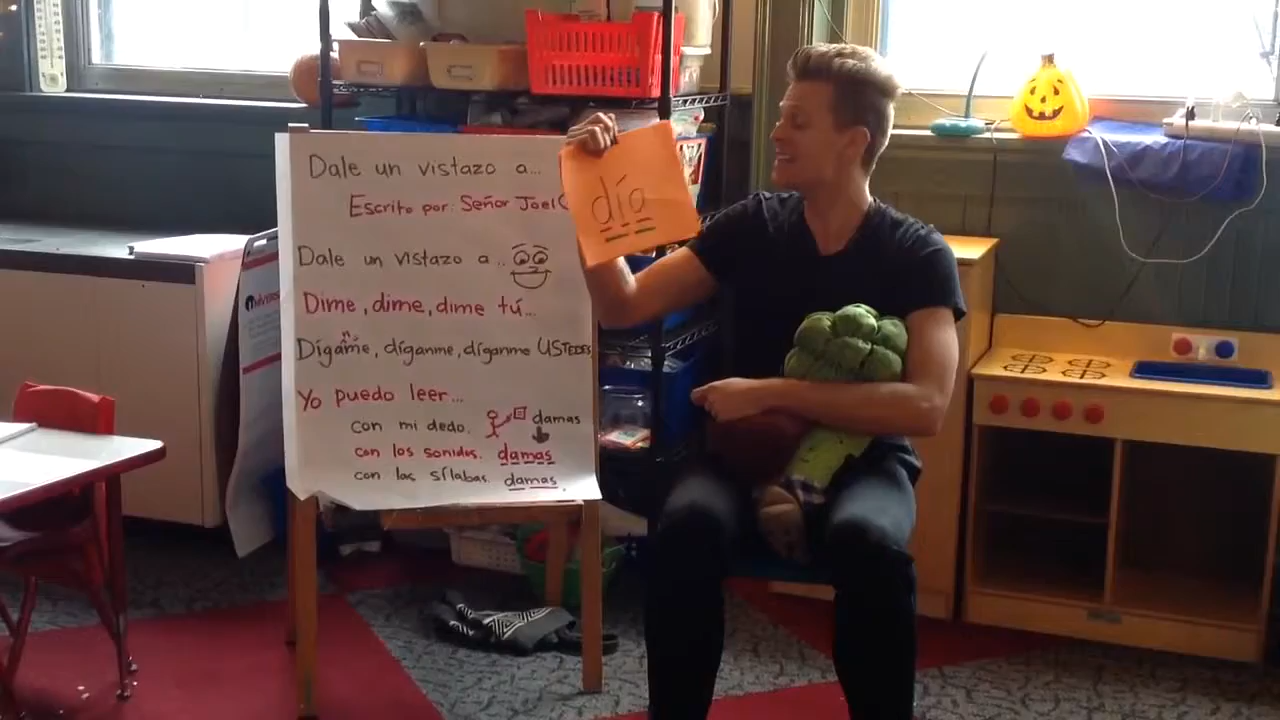 Dale un vistazo a...
Escrito por: Señor Joel
Dale un vistazo a..
Dime, dime, dime tú...
Díganme, díganme, díganme USTEDES
Yo puedo leer...
con mi dedo. damas
con los sonidos. damas
con las sílabas. damas.
día